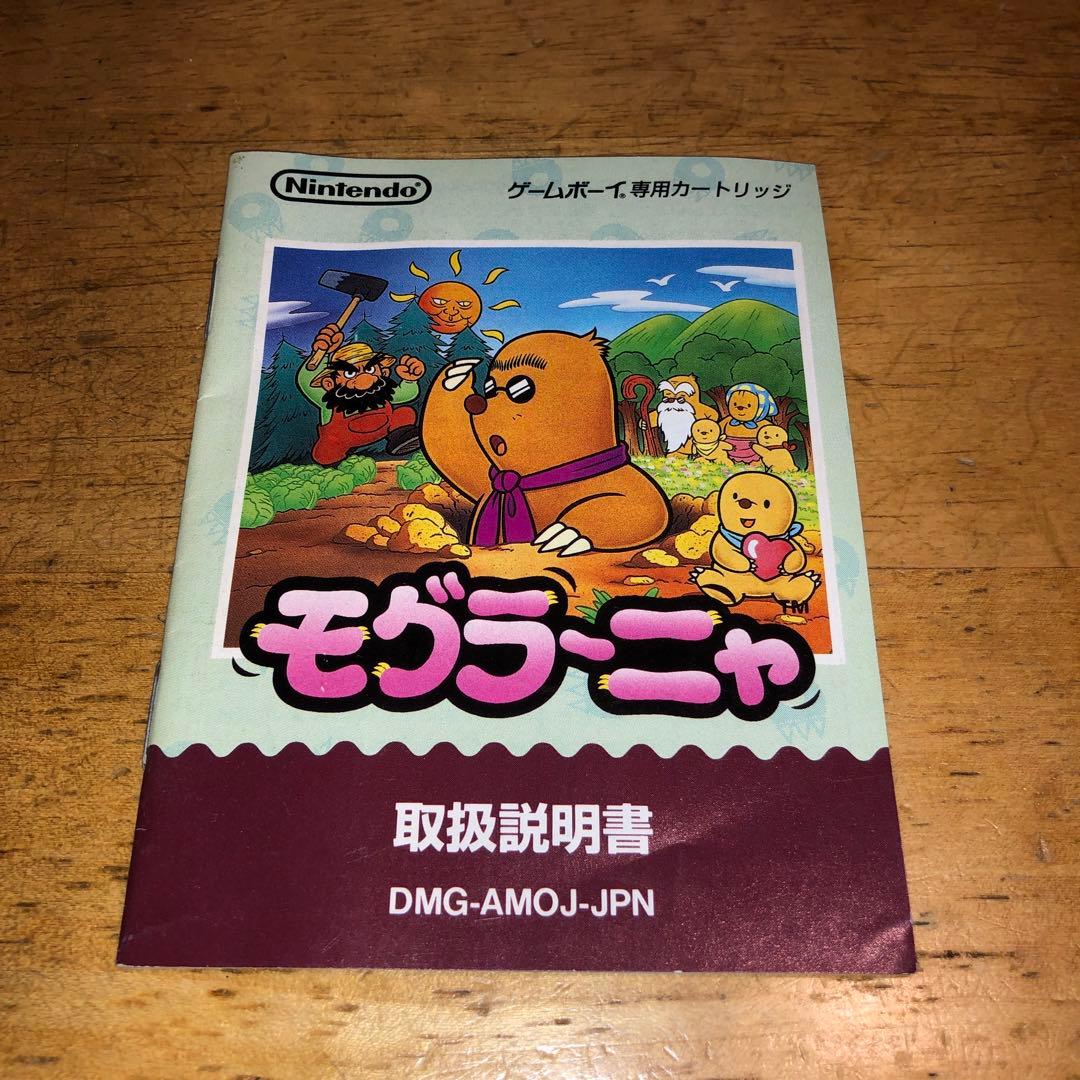 Nintendo®
ゲームボーイ®専用カートリッジ
モグラ〜ニャ
TM
取扱説明書
DMG-AMOJ-JPN